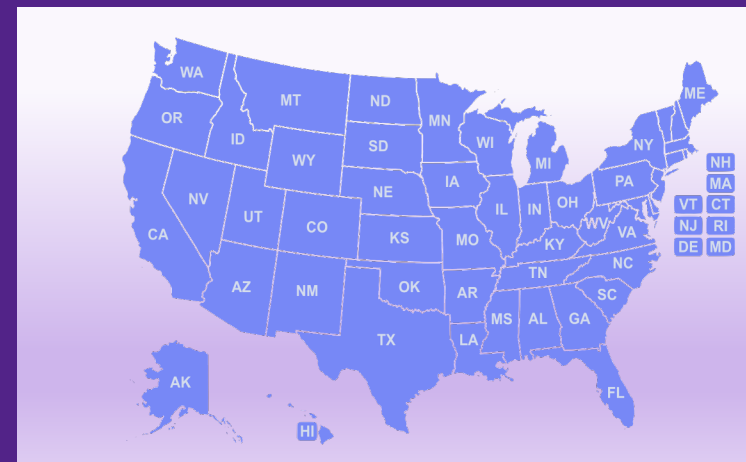 WA
MT
ND
MN
ME
OR
ID
SD
WI
MI
NY
WY
NH
IA
NE
PA
MA
NV
UT
CO
IL
IN
OH
VT
CT
CA
KS
MO
WV
VA
NJ
RI
KY
DE
MD
AZ
NM
OK
AR
TN
NC
SC
TX
LA
MS
AL
GA
AK
FL
HI